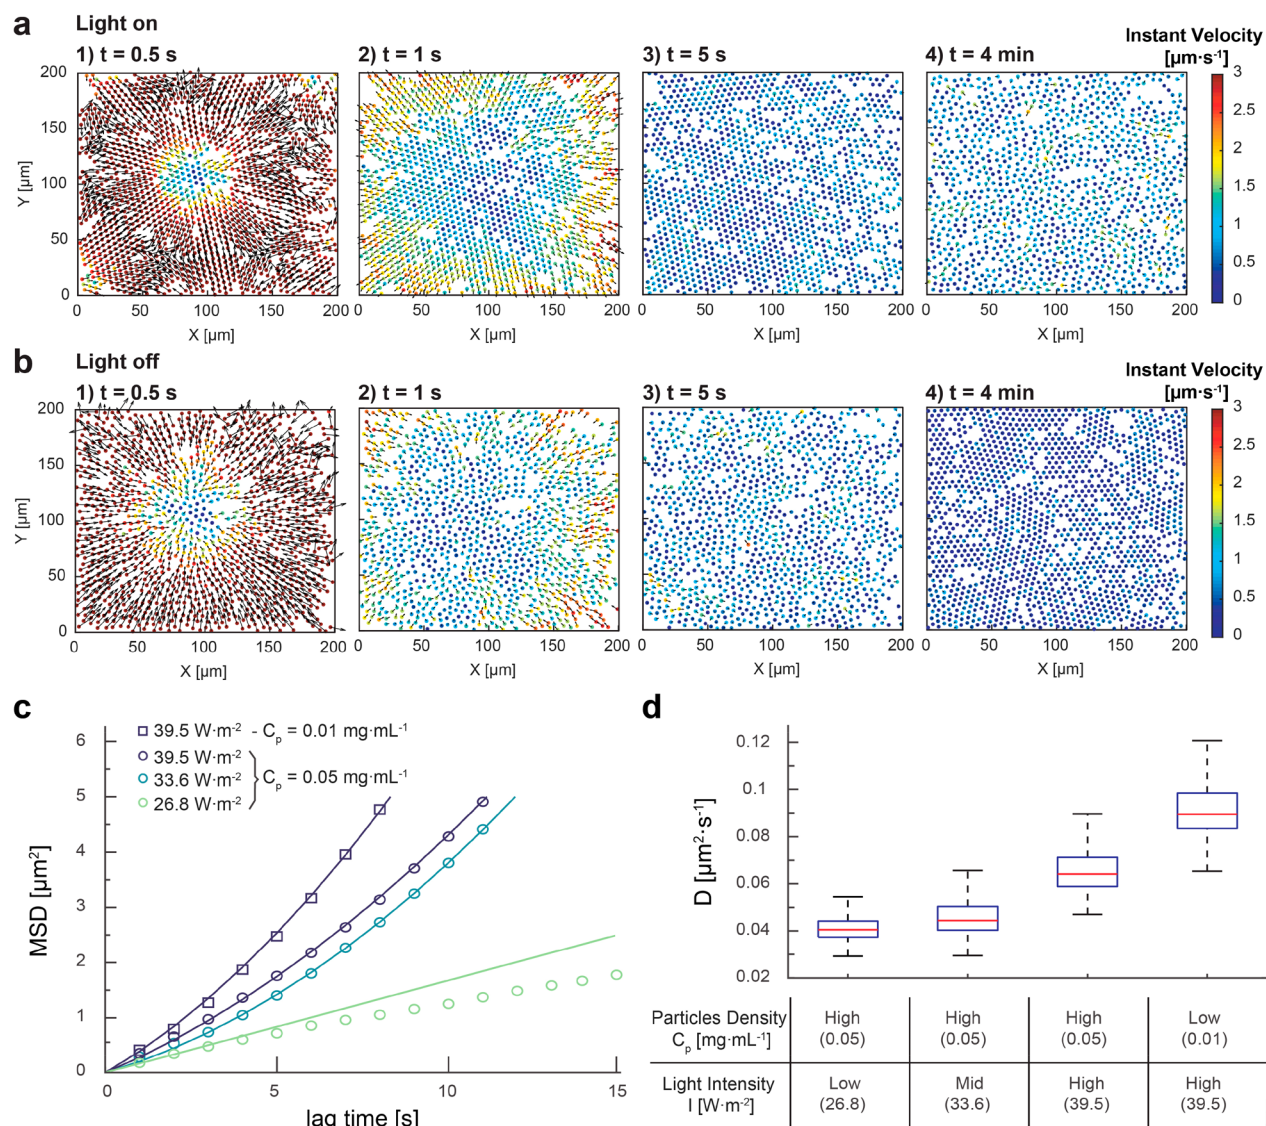 a
Light on
1) t = 0.5 s
2) t = 1 s
3) t = 5 s
4) t = 4 min
Instant Velocity
[µm·s⁻¹]
200
150
100
50
0
Y [µm]
0 50 100 150 200
X [µm]
0 50 100 150 200
X [µm]
0 50 100 150 200
X [µm]
0 50 100 150 200
X [µm]
3
2.5
2
1.5
1
0.5
0
b
Light off
1) t = 0.5 s
2) t = 1 s
3) t = 5 s
4) t = 4 min
Instant Velocity
[µm·s⁻¹]
200
150
100
50
0
Y [µm]
0 50 100 150 200
X [µm]
0 50 100 150 200
X [µm]
0 50 100 150 200
X [µm]
0 50 100 150 200
X [µm]
3
2.5
2
1.5
1
0.5
0
c
39.5 W·m⁻² - Cₚ = 0.01 mg·mL⁻¹
39.5 W·m⁻²
33.6 W·m⁻²
26.8 W·m⁻²
Cₚ = 0.05 mg·mL⁻¹
6
5
4
3
2
1
0
MSD [µm²]
0 5 10 15
lag time [s]
d
0.12
0.1
0.08
0.06
0.04
0.02
D [µm²·s⁻¹]
Particles Density
Cₚ [mg·mL⁻¹]
High
(0.05)
High
(0.05)
High
(0.05)
Low
(0.01)
Light Intensity
I [W·m⁻²]
Low
(26.8)
Mid
(33.6)
High
(39.5)
High
(39.5)